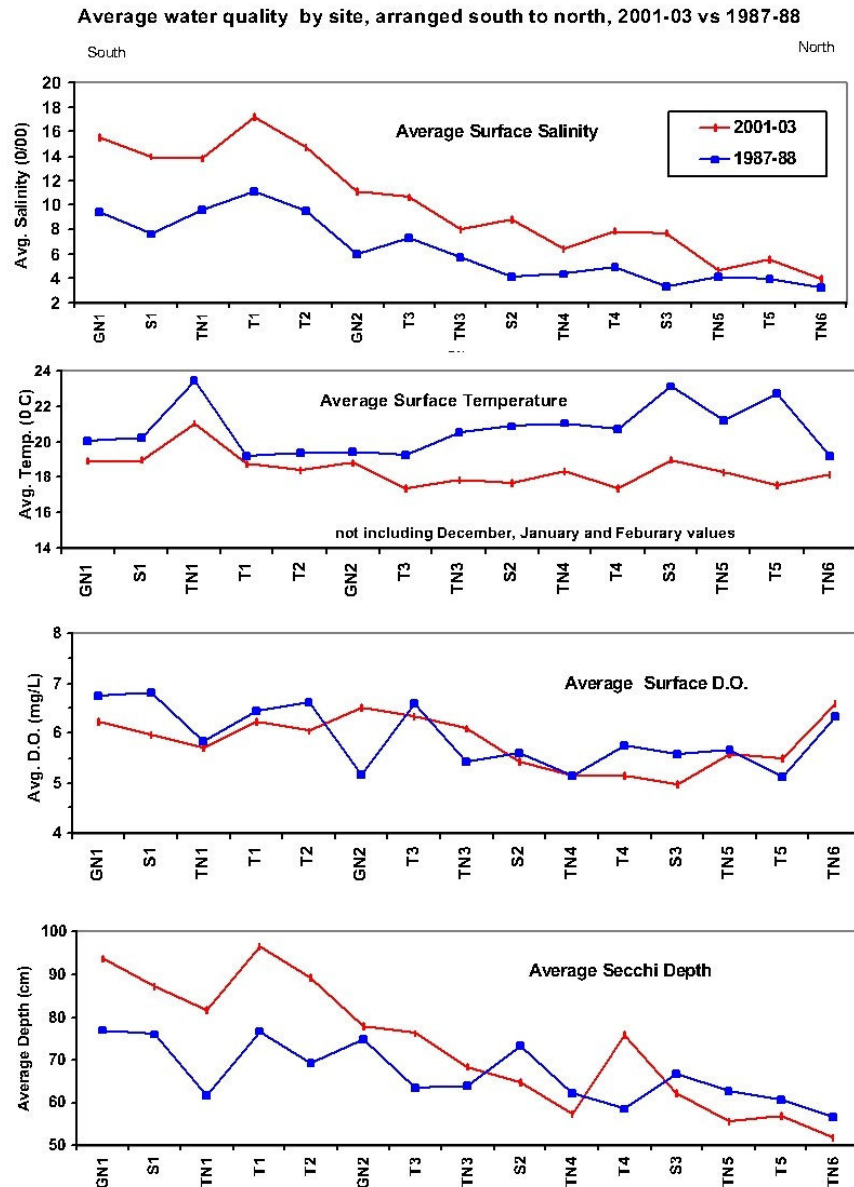 Average water quality by site, arranged south to north, 2001-03 vs 1987-88
South
North
Average Surface Salinity
2001-03
1987-88
Avg. Salinity (0/00)
20
18
16
14
12
10
8
6
4
2
GN1 S1 TN1 T1 T2 GN2 T3 TN3 S2 TN4 T4 S3 TN5 T5 TN6
Average Surface Temperature
Avg. Temp. (0 C)
24
22
20
18
16
14
not including December, January and Feburary values
GN1 S1 TN1 T1 T2 GN2 T3 TN3 S2 TN4 T4 S3 TN5 T5 TN6
Average Surface D.O.
Avg. D.O. (mg/L)
8
7
6
5
4
GN1 S1 TN1 T1 T2 GN2 T3 TN3 S2 TN4 T4 S3 TN5 T5 TN6
Average Secchi Depth
Average Depth (cm)
100
90
80
70
60
50
GN1 S1 TN1 T1 T2 GN2 T3 TN3 S2 TN4 T4 S3 TN5 T5 TN6